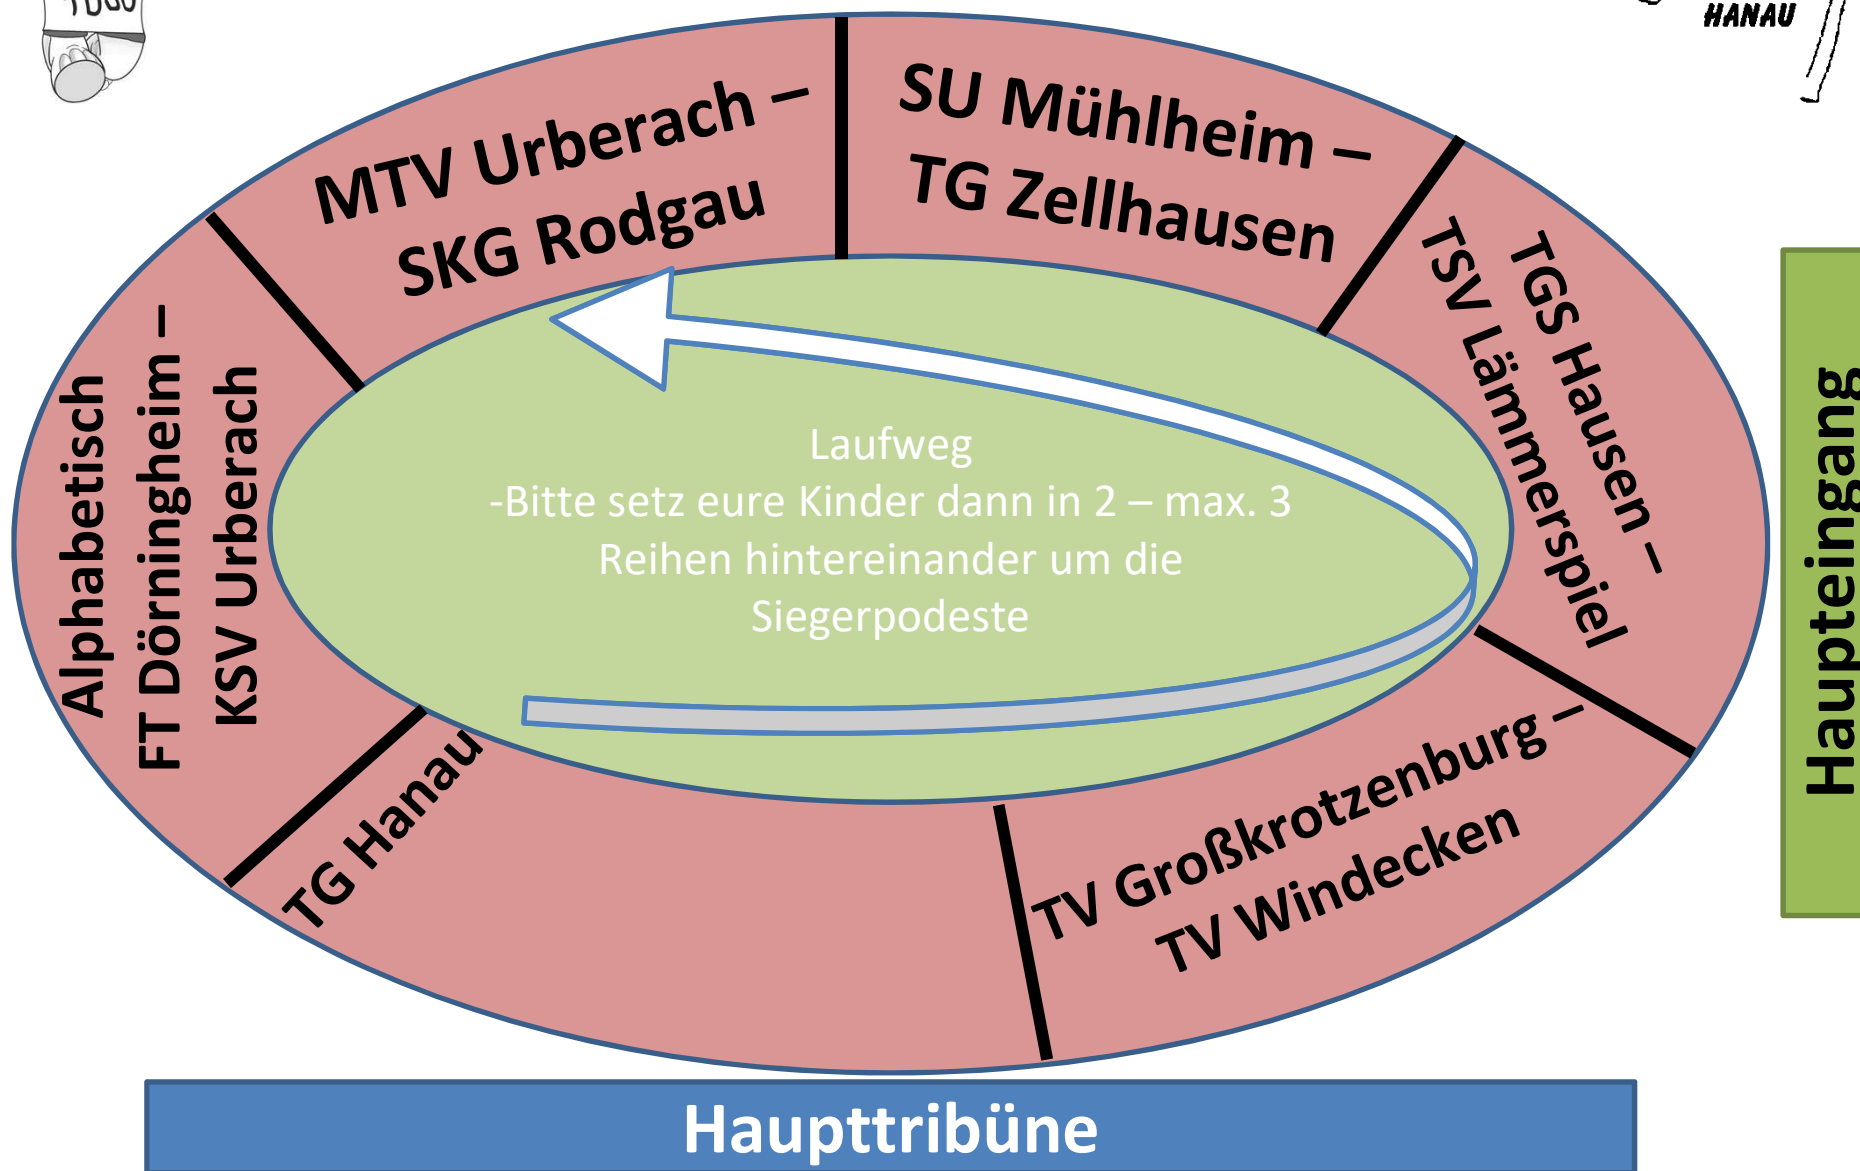 HANAU
MTV Urberach –
SKG Rodgau
SU Mühlheim –
TG Zellhausen
TGS Hausen –
TSV Lämmerspiel
Alphabetisch
FT Dörningheim –
KSV Urberach
Laufweg
-Bitte setz eure Kinder dann in 2 – max. 3
Reihen hintereinander um die
Siegerpodeste
TG Hanau
TV Großkrotzenburg –
TV Windecken
Haupteingang
Haupttribüne